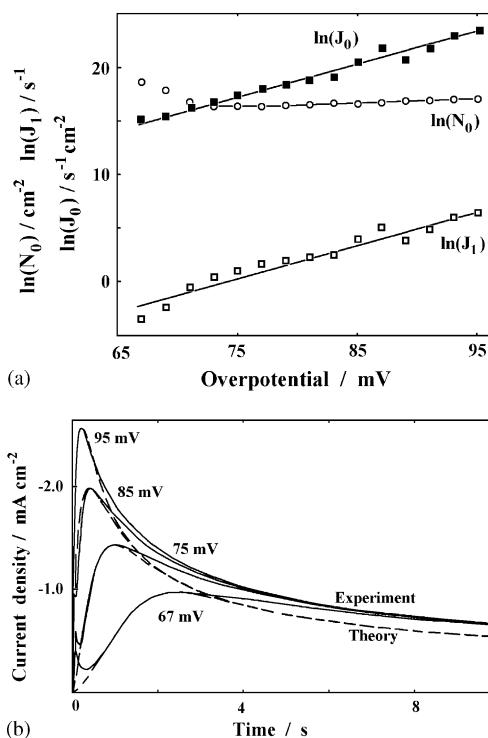 ln(J₀)
20
ln(N₀)
10
ln(J₁)
0
ln(N₀) / cm⁻² ln(J₁) / s⁻¹
ln(J₀) / s⁻¹cm⁻²
65 75 85 95
(a) Overpotential / mV
95 mV
85 mV
75 mV
67 mV
-2.0
-1.0
Experiment
Theory
Current density / mA cm⁻²
0 4 8
(b) Time / s